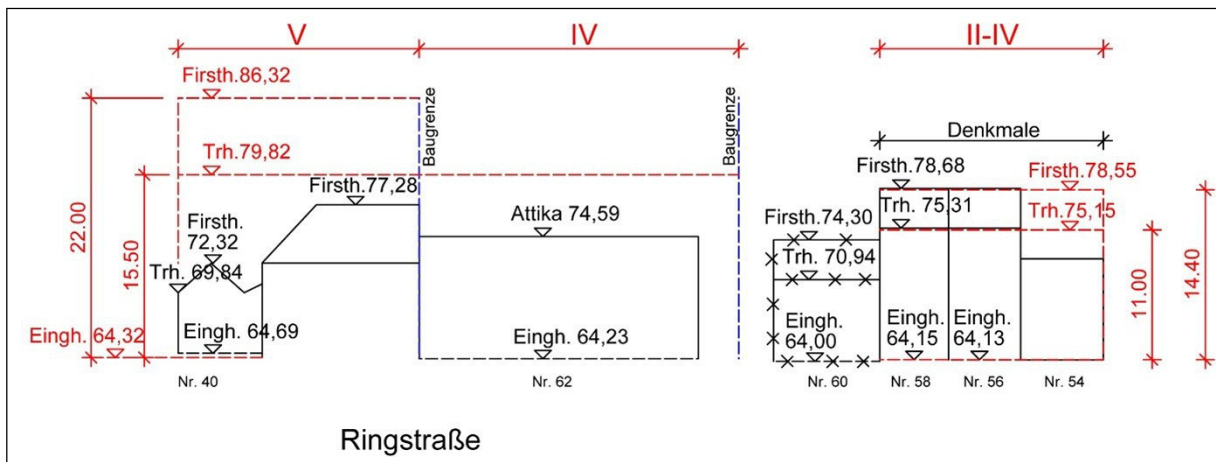 V
IV
II-IV
Firsth.86,32
Baugrenze
Baugrenze
Denkmale
Trh.79,82
Firsth.78,68
Firsth.78,55
Firsth.77,28
Attika 74,59
Trh. 75,31
Trh.75,15
Firsth.
72,32
Firsth.74,30
Trh. 69,84
Trh. 70,94
22.00
15.50
11.00
14.40
Eingh. 64,32
Eingh. 64,69
Eingh. 64,23
Eingh.
64,00
Eingh.
64,15
Eingh.
64,13
Nr. 40
Nr. 62
Nr. 60
Nr. 58
Nr. 56
Nr. 54
Ringstraße